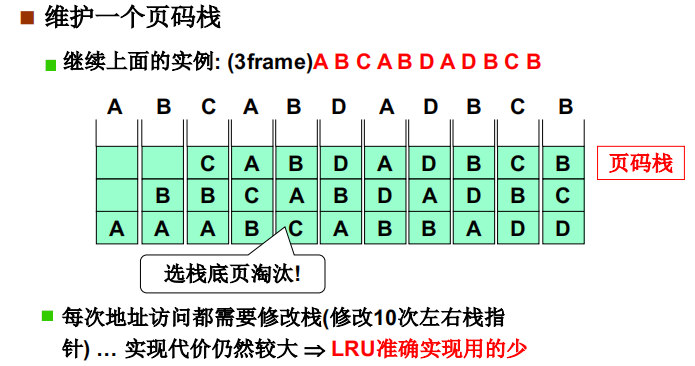 维护一个页码栈
继续上面的实例: (3frame)A B C A B D A D B C B
A B C A B D A D B C B
C A B D A D B C B 页码栈
B B C A B D A D B C
A A A B C A B B A D D
选栈底页淘汰!
每次地址访问都需要修改栈(修改10次左右栈指
针) … 实现代价仍然较大 ⇒ LRU准确实现用的少